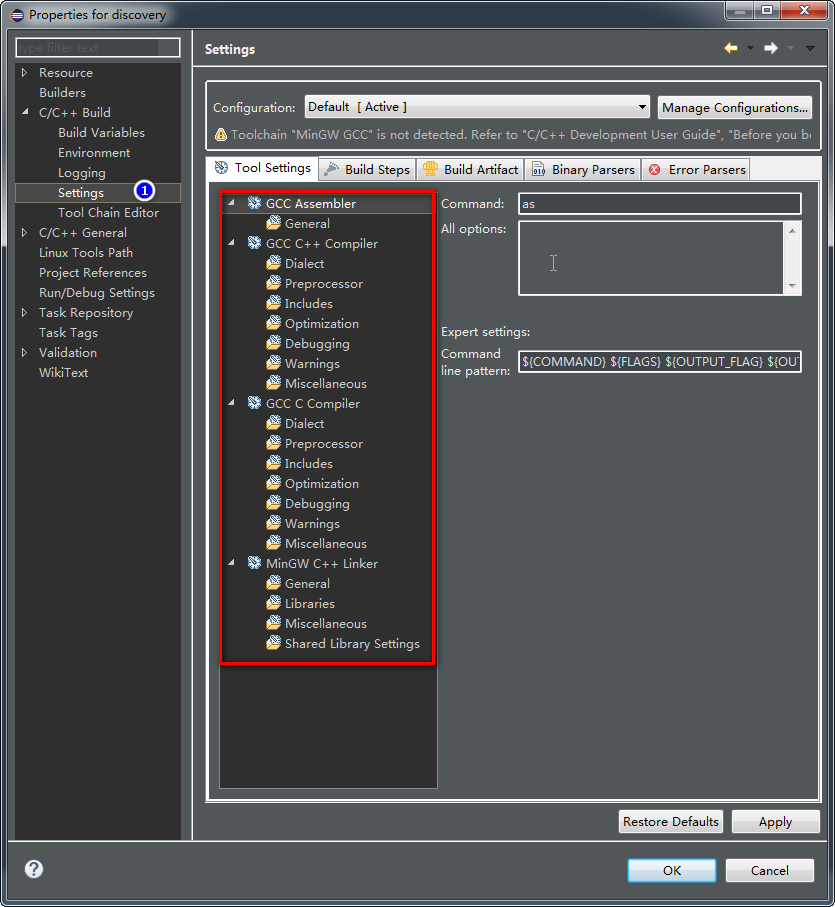 Properties for discovery
type filter text
Resource
Builders
C/C++ Build
Build Variables
Environment
Logging
Settings
1
Tool Chain Editor
C/C++ General
Linux Tools Path
Project References
Run/Debug Settings
Task Repository
Task Tags
Validation
WikiText
Settings
Configuration:
Default [ Active ]
Manage Configurations...
Toolchain "MinGW GCC" is not detected. Refer to "C/C++ Development User Guide", "Before you be
Tool Settings
Build Steps
Build Artifact
Binary Parsers
Error Parsers
GCC Assembler
General
GCC C++ Compiler
Dialect
Preprocessor
Includes
Optimization
Debugging
Warnings
Miscellaneous
GCC C Compiler
Dialect
Preprocessor
Includes
Optimization
Debugging
Warnings
Miscellaneous
MinGW C++ Linker
General
Libraries
Miscellaneous
Shared Library Settings
Command:
as
All options:
Expert settings:
Command
line pattern:
${COMMAND} ${FLAGS} ${OUTPUT_FLAG} ${OUT
Restore Defaults
Apply
OK
Cancel